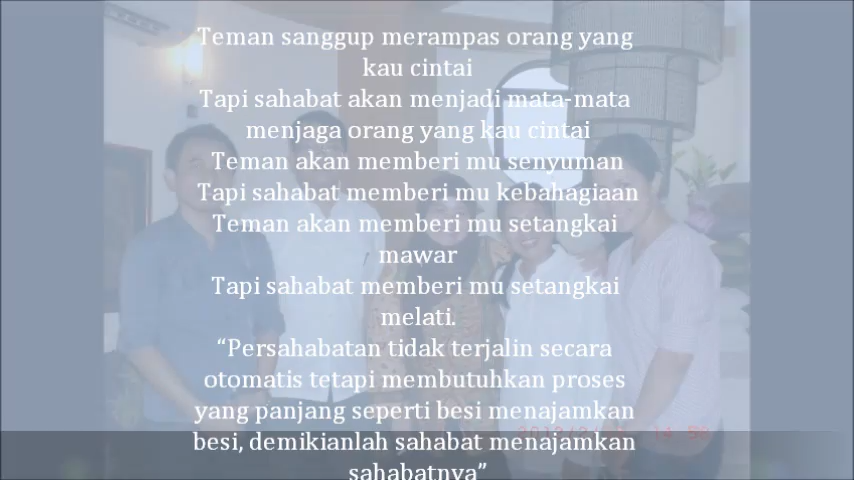 Teman sanggup merampas orang yang
kau cintai
Tapi sahabat akan menjadi mata-mata
menjaga orang yang kau cintai
Teman akan memberi mu senyuman
Tapi sahabat memberi mu kebahagiaan
Teman akan memberi mu setangkai
mawar
Tapi sahabat memberi mu setangkai
melati.
“Persahabatan tidak terjalin secara
otomatis tetapi membutuhkan proses
yang panjang seperti besi menajamkan
besi, demikianlah sahabat menajamkan
sahabatnya”